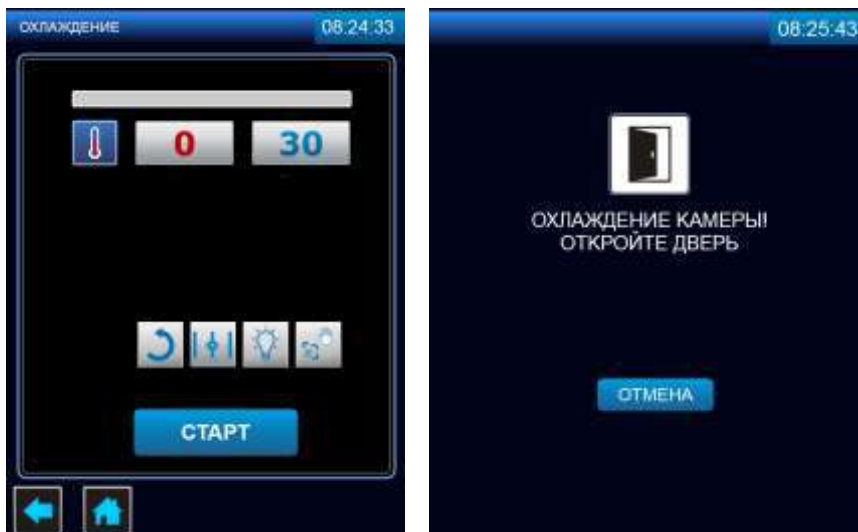 ОХЛАЖДЕНИЕ
08:24:33
0
30
СТАРТ
08:25:43
ОХЛАЖДЕНИЕ КАМЕРЫ!
ОТКРОЙТЕ ДВЕРЬ
ОТМЕНА